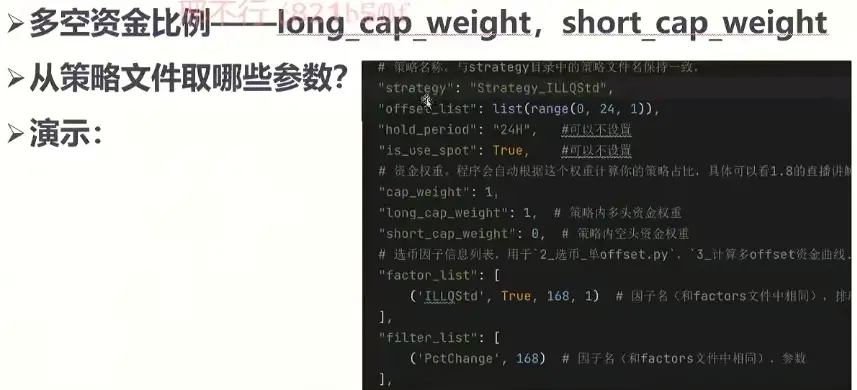 ➢多空资金比例——long_cap_weight，short_cap_weight
➢从策略文件取哪些参数？
➢演示：
# 策略名称。与strategy目录中的策略文件名保持一致。
"strategy": "Strategy_ILLQStd",
"offset_list": list(range(0, 24, 1)),
"hold_period": "24H",   #可以不设置
"is_use_spot": True,    #可以不设置
# 资金权重。程序会自动根据这个权重计算你的策略占比，具体可以看1.8的直播讲解
"cap_weight": 1,
"long_cap_weight": 1,  # 策略内多头资金权重
"short_cap_weight": 0,  # 策略内空头资金权重
# 选币因子信息列表，用于`2_选币_单offset.py`，`3_计算多offset资金曲线.
"factor_list": [
('ILLQStd', True, 168, 1)  # 因子名（和factors文件中相同），排
],
"filter_list": [
('PctChange', 168)  # 因子名（和factors文件中相同），参数
],